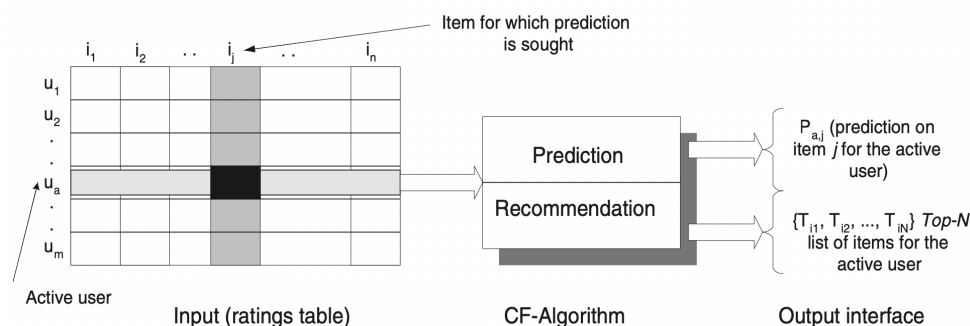 Item for which prediction
is sought
i1 i2 . . ij . . in
u1
u2
.
.
ua
.
.
um
Active user
Input (ratings table)
Prediction
Recommendation
CF-Algorithm
Pa,j (prediction on
item j for the active
user)
{Ti1, Ti2, ..., TiN} Top-N
list of items for the
active user
Output interface